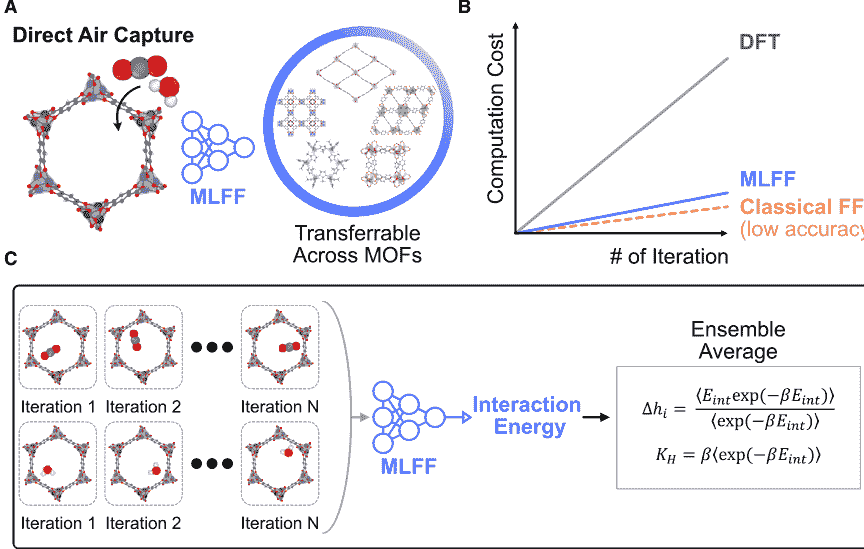 A
Direct Air Capture
MLFF
Transferrable
Across MOFs
B
Computation Cost
DFT
MLFF
Classical FF
(low accuracy
# of Iteration
C
Iteration 1
Iteration 2
Iteration N
Iteration 1
Iteration 2
Iteration N
MLFF
Interaction
Energy
Ensemble
Average
Δh_i = ⟨E_int exp(−βE_int)⟩ / ⟨exp(−βE_int)⟩
K_H = β⟨exp(−βE_int)⟩